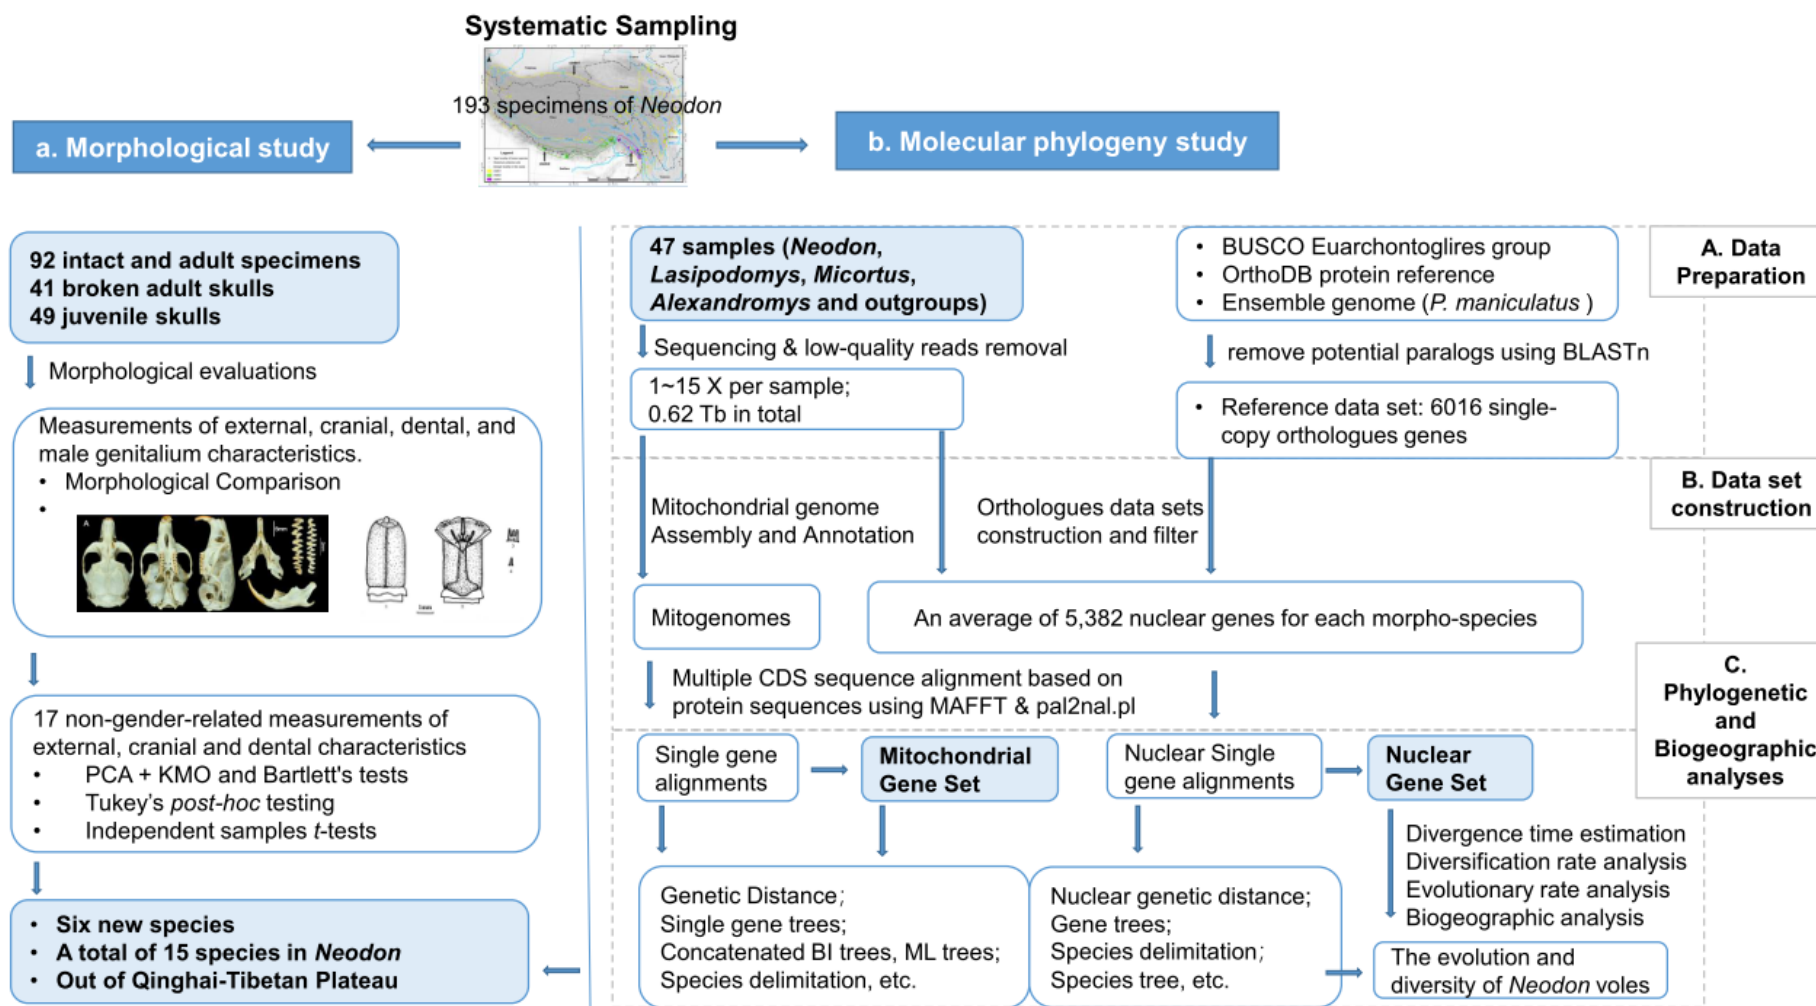 Systematic Sampling
193 specimens of Neodon
a. Morphological study
b. Molecular phylogeny study
92 intact and adult specimens
41 broken adult skulls
49 juvenile skulls
Morphological evaluations
Measurements of external, cranial, dental, and
male genitalium characteristics.
• Morphological Comparison
•
A
17 non-gender-related measurements of
external, cranial and dental characteristics
• PCA + KMO and Bartlett's tests
• Tukey's post-hoc testing
• Independent samples t-tests
• Six new species
• A total of 15 species in Neodon
• Out of Qinghai-Tibetan Plateau
47 samples (Neodon,
Lasipodomys, Micortus,
Alexandromys and outgroups)
Sequencing & low-quality reads removal
1~15 X per sample;
0.62 Tb in total
• BUSCO Euarchontoglires group
• OrthoDB protein reference
• Ensemble genome (P. maniculatus )
remove potential paralogs using BLASTn
• Reference data set: 6016 single-
copy orthologues genes
A. Data
Preparation
Mitochondrial genome
Assembly and Annotation
Orthologues data sets
construction and filter
B. Data set
construction
Mitogenomes
An average of 5,382 nuclear genes for each morpho-species
Multiple CDS sequence alignment based on
protein sequences using MAFFT & pal2nal.pl
C.
Phylogenetic
and
Biogeographic
analyses
Single gene
alignments
Mitochondrial
Gene Set
Nuclear Single
gene alignments
Nuclear
Gene Set
Genetic Distance;
Single gene trees;
Concatenated BI trees, ML trees;
Species delimitation, etc.
Nuclear genetic distance;
Gene trees;
Species delimitation;
Species tree, etc.
Divergence time estimation
Diversification rate analysis
Evolutionary rate analysis
Biogeographic analysis
The evolution and
diversity of Neodon voles